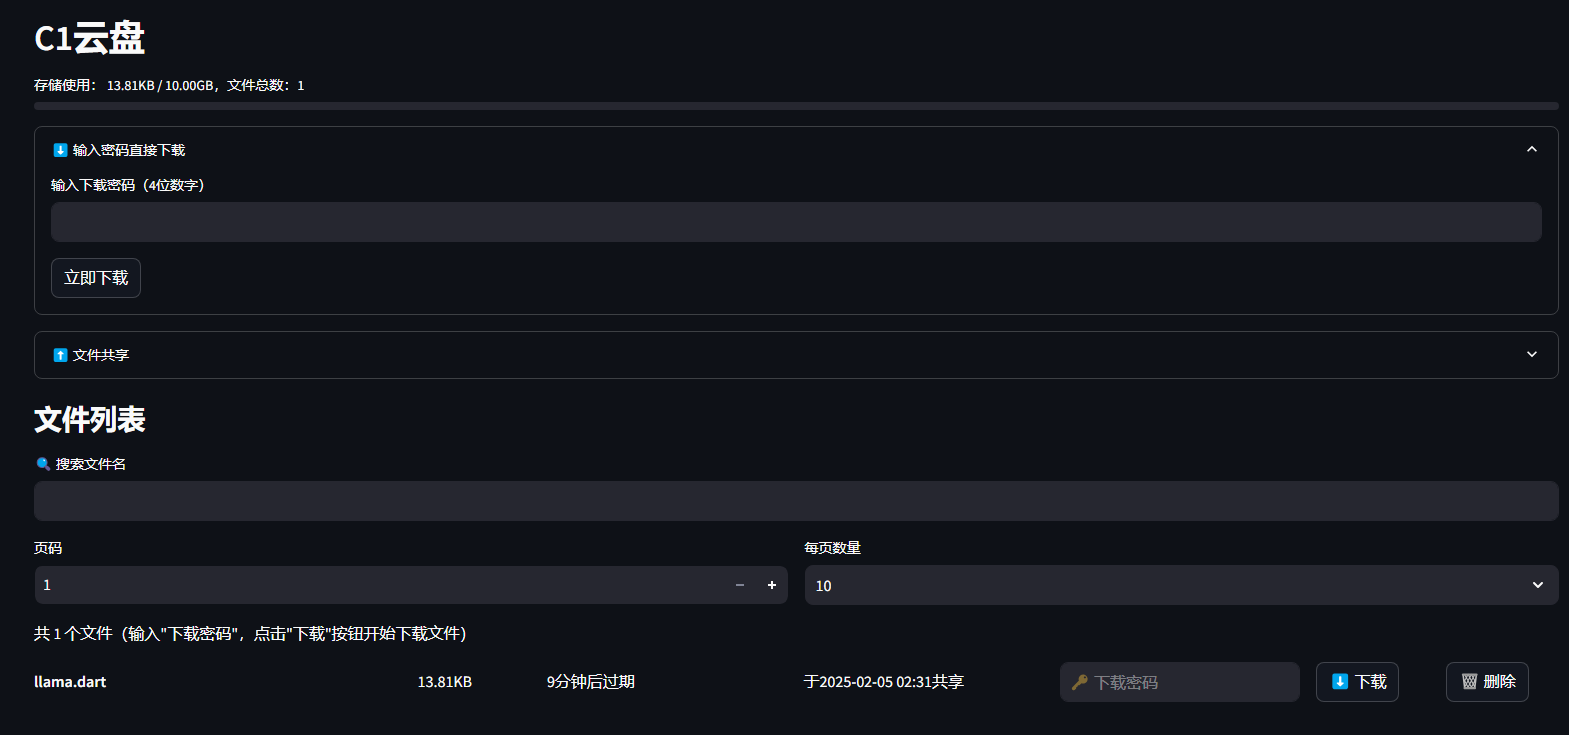 C1云盘
存储使用： 13.81KB / 10.00GB，文件总数：1
输入密码直接下载
输入下载密码（4位数字）
立即下载
文件共享
文件列表
搜索文件名
页码
每页数量
1
10
共 1 个文件（输入"下载密码"，点击"下载"按钮开始下载文件）
llama.dart 13.81KB 9分钟后过期 于2025-02-05 02:31共享 下载密码 下载 删除